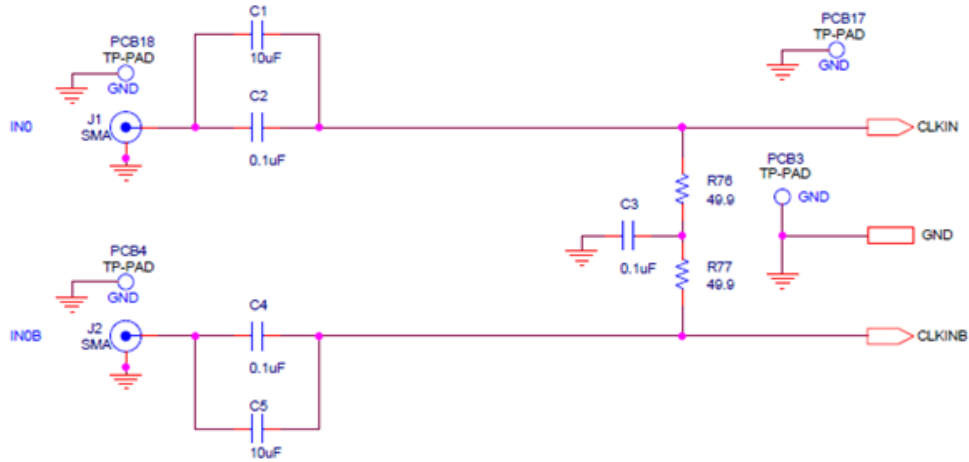 C1
10uF
PCB18
TP-PAD
GND
PCB17
TP-PAD
GND
IN0
J1
SMA
C2
0.1uF
CLKIN
R76
49.9
PCB3
TP-PAD
GND
C3
0.1uF
GND
R77
49.9
PCB4
TP-PAD
GND
IN0B
J2
SMA
C4
0.1uF
CLKINB
C5
10uF